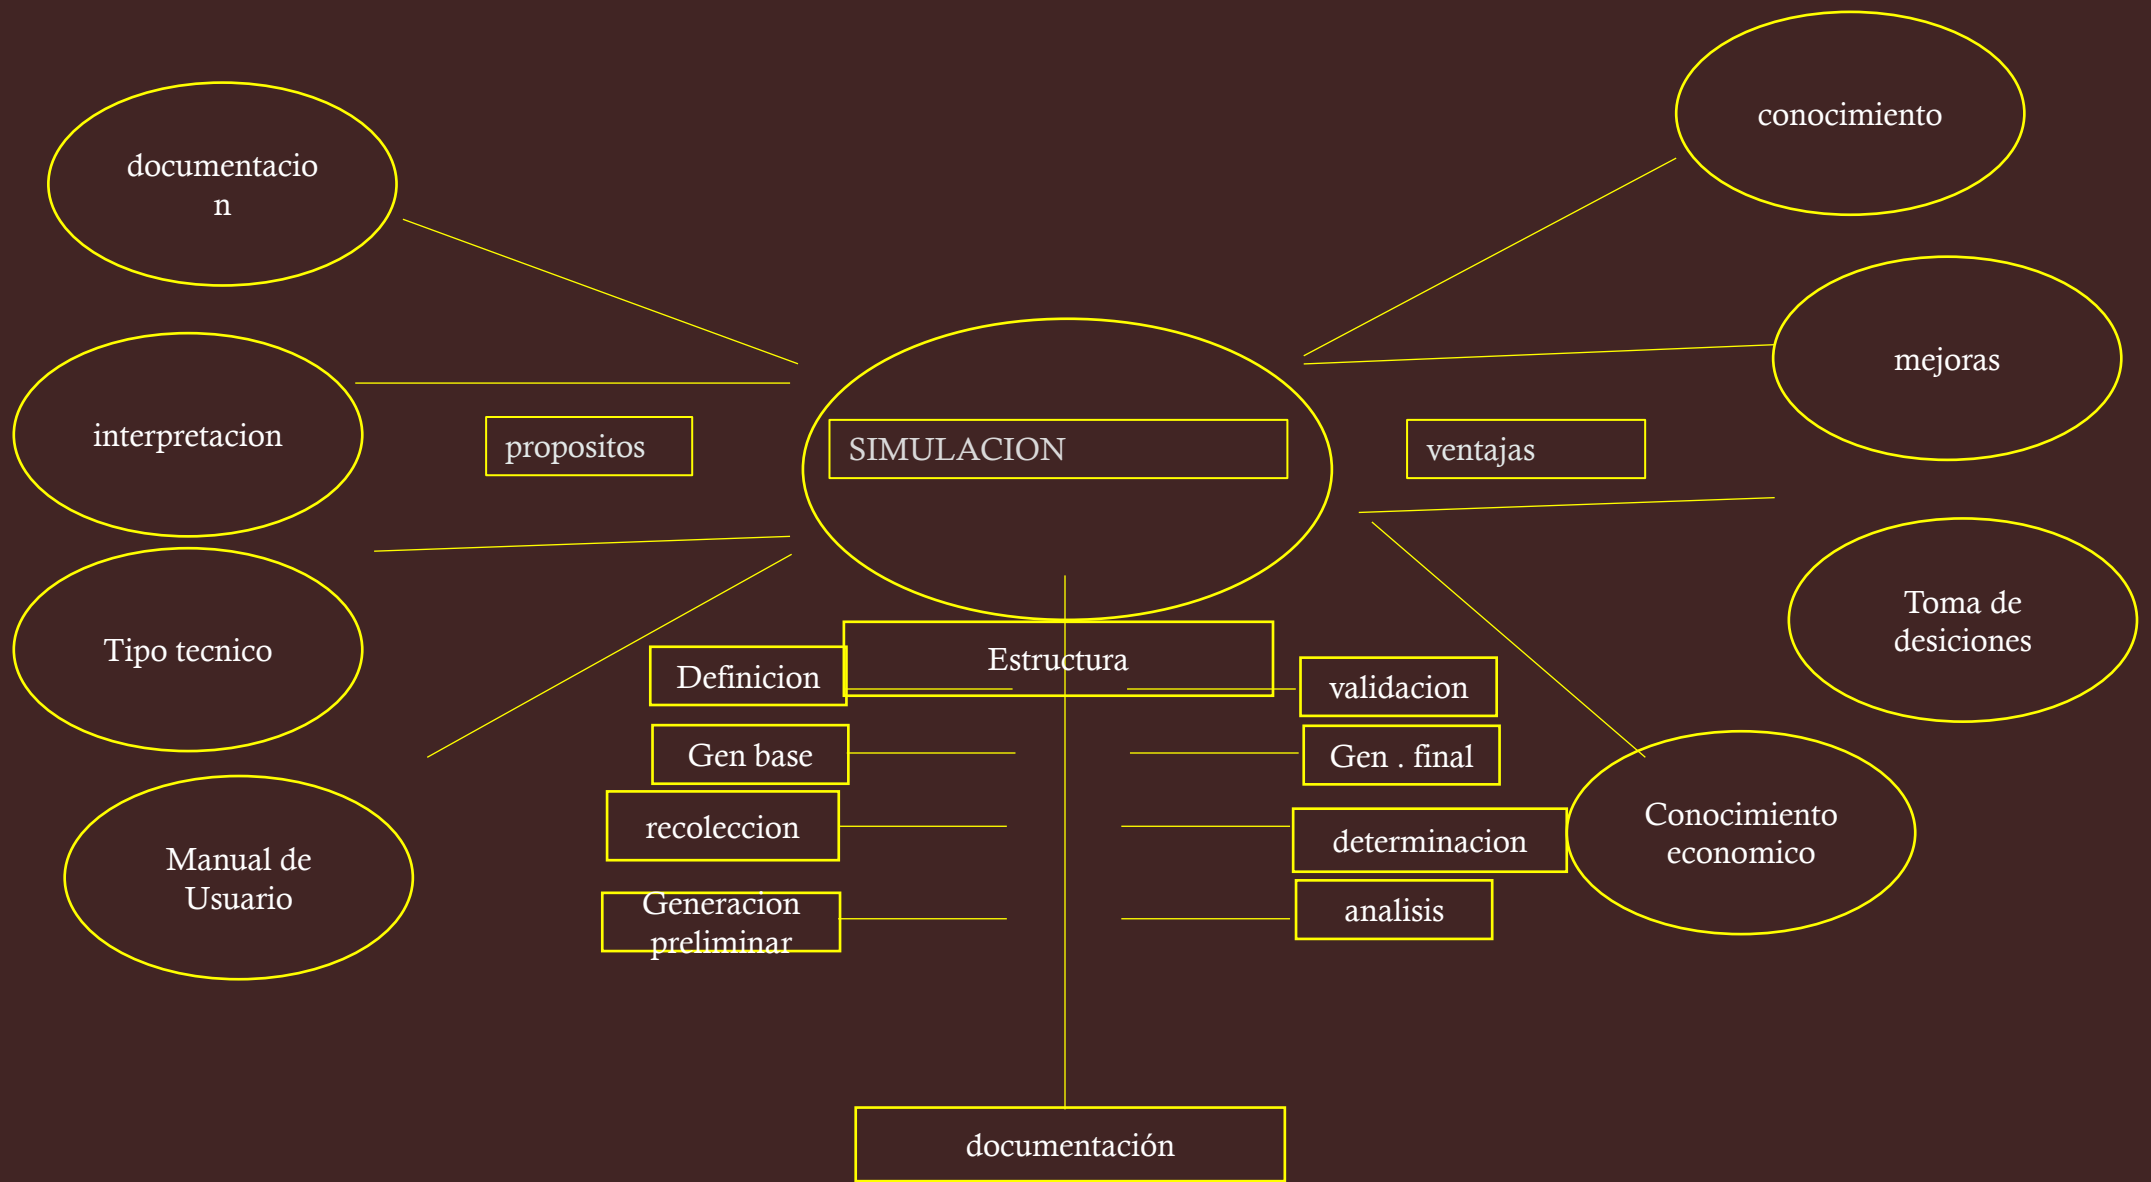 conocimiento
documentacio
n
mejoras
interpretacion
propositos
SIMULACION
ventajas
Toma de
desiciones
Tipo tecnico
Estructura
Definicion
validacion
Gen base
Gen . final
recoleccion
determinacion
Conocimiento
economico
Manual de
Usuario
Generacion
preliminar
analisis
documentación